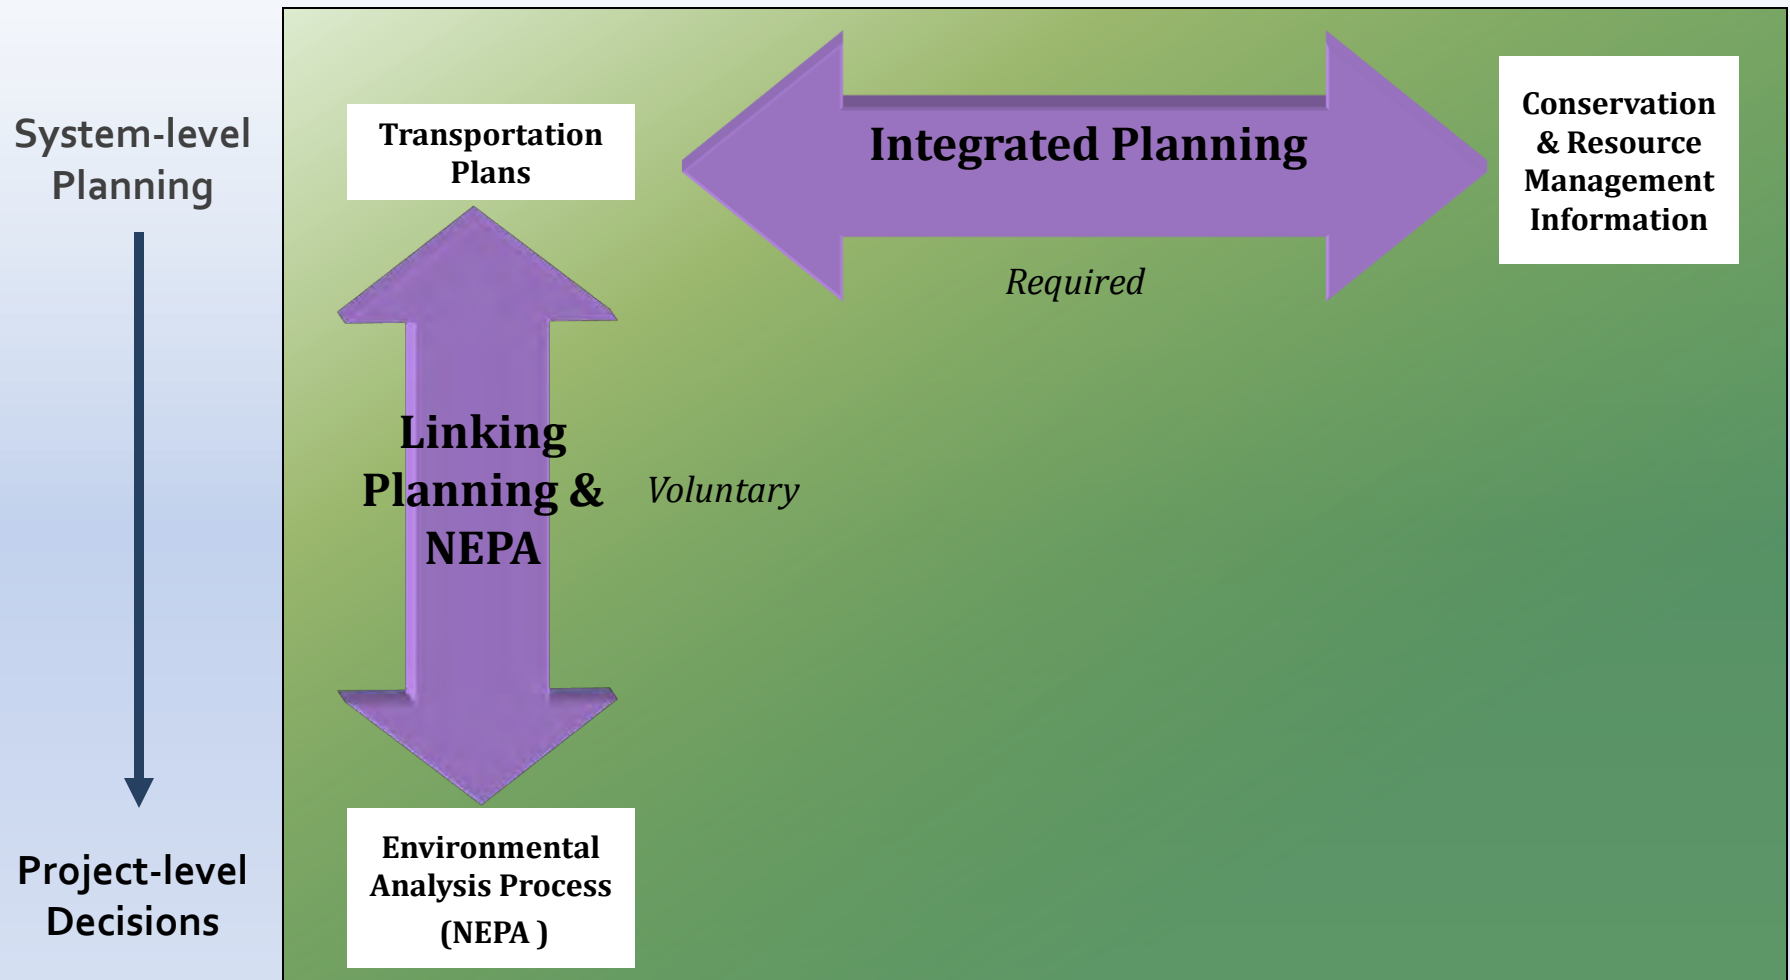 System-level
Planning
Project-level
Decisions
Transportation
Plans
Integrated Planning
Required
Conservation
& Resource
Management
Information
Linking
Planning &
NEPA
Voluntary
Environmental
Analysis Process
(NEPA )